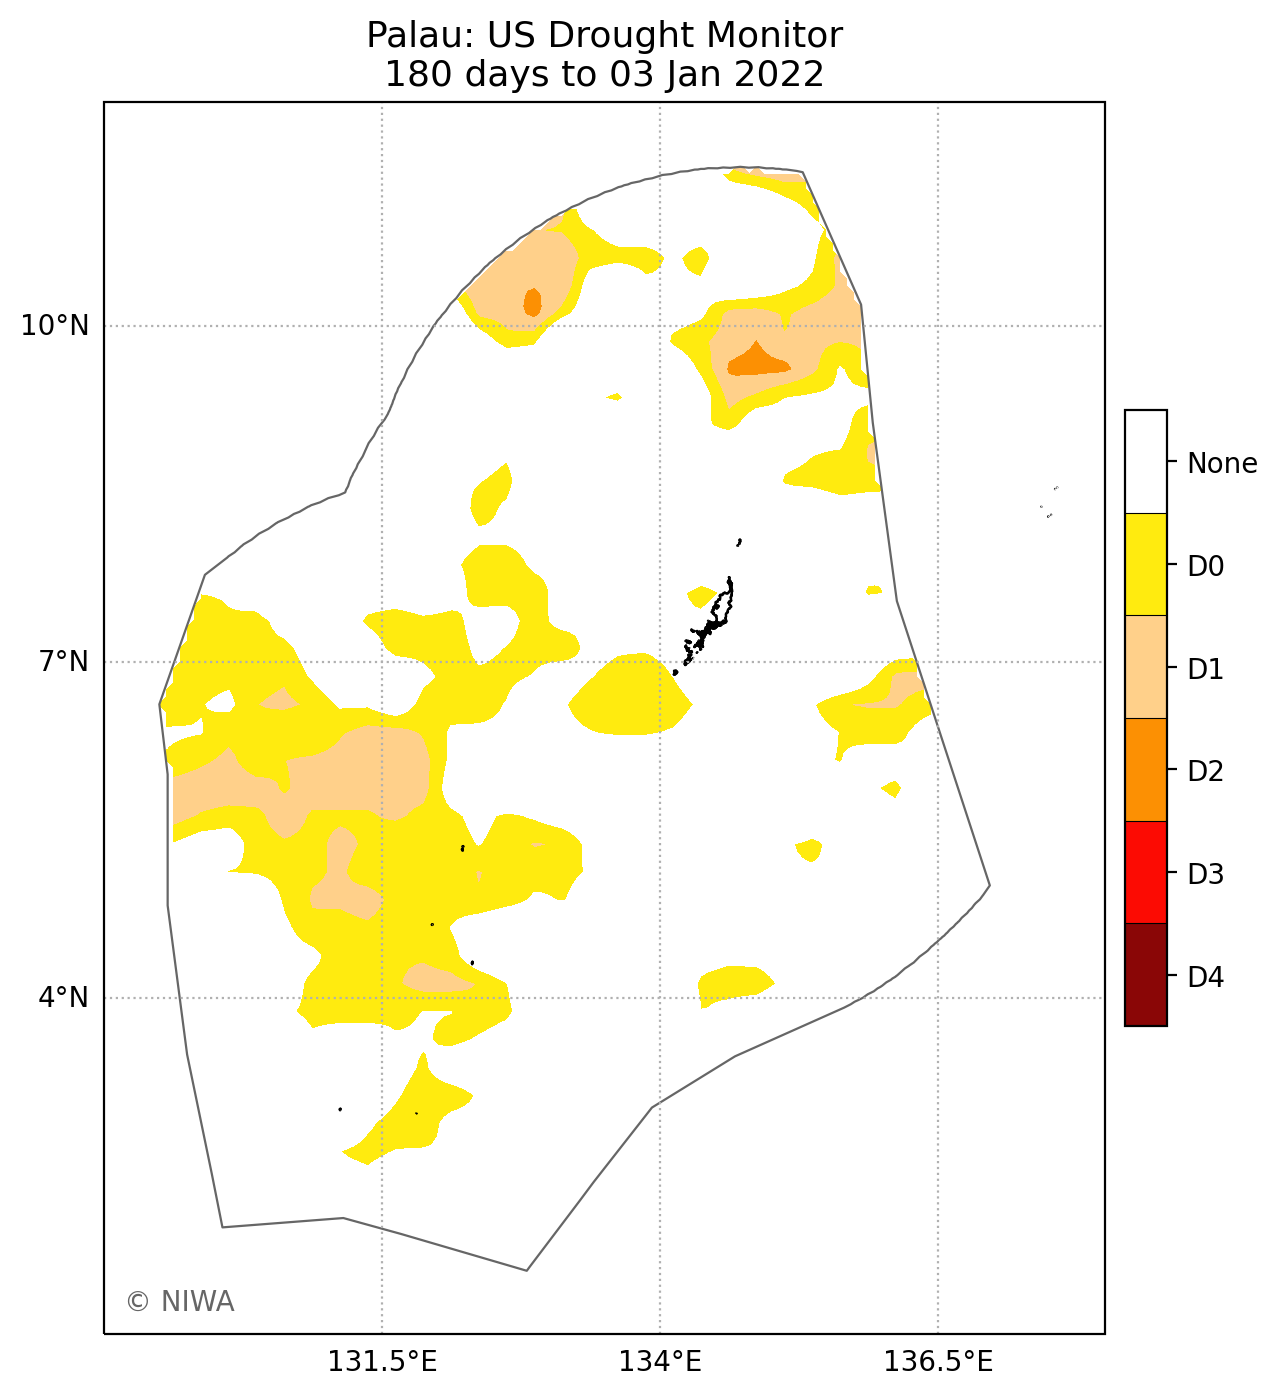 Palau: US Drought Monitor
180 days to 03 Jan 2022
10°N
7°N
4°N
131.5°E
134°E
136.5°E
None
D0
D1
D2
D3
D4
© NIWA